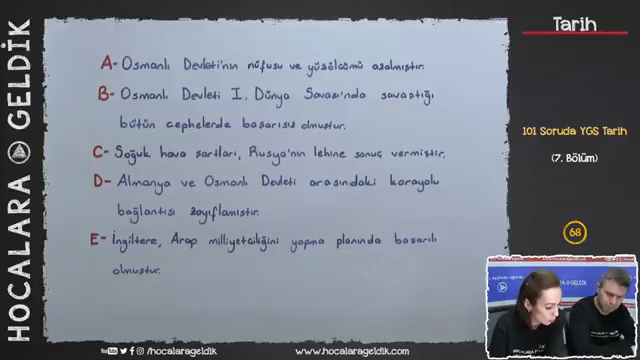 HOCALARA GELDİK
Tarih
A- Osmanlı Devleti'nin nüfusu ve yüzölçümü azalmıştır.
B- Osmanlı Devleti I. Dünya Savaşı'nda savaştığı
bütün cephelerde başarısız olmuştur.
C- Soğuk hava şartları, Rusya'nın lehine sonuç vermiştir.
D- Almanya ve Osmanlı Devleti arasındaki karayolu
bağlantısı zayıflamıştır.
E- İngiltere, Arap milliyetçiliğini yapma planında başarılı
olmuştur.
101 Soruda YGS Tarih
(7. Bölüm)
68
You Tube /hocalarageldik
www.hocalarageldik.com